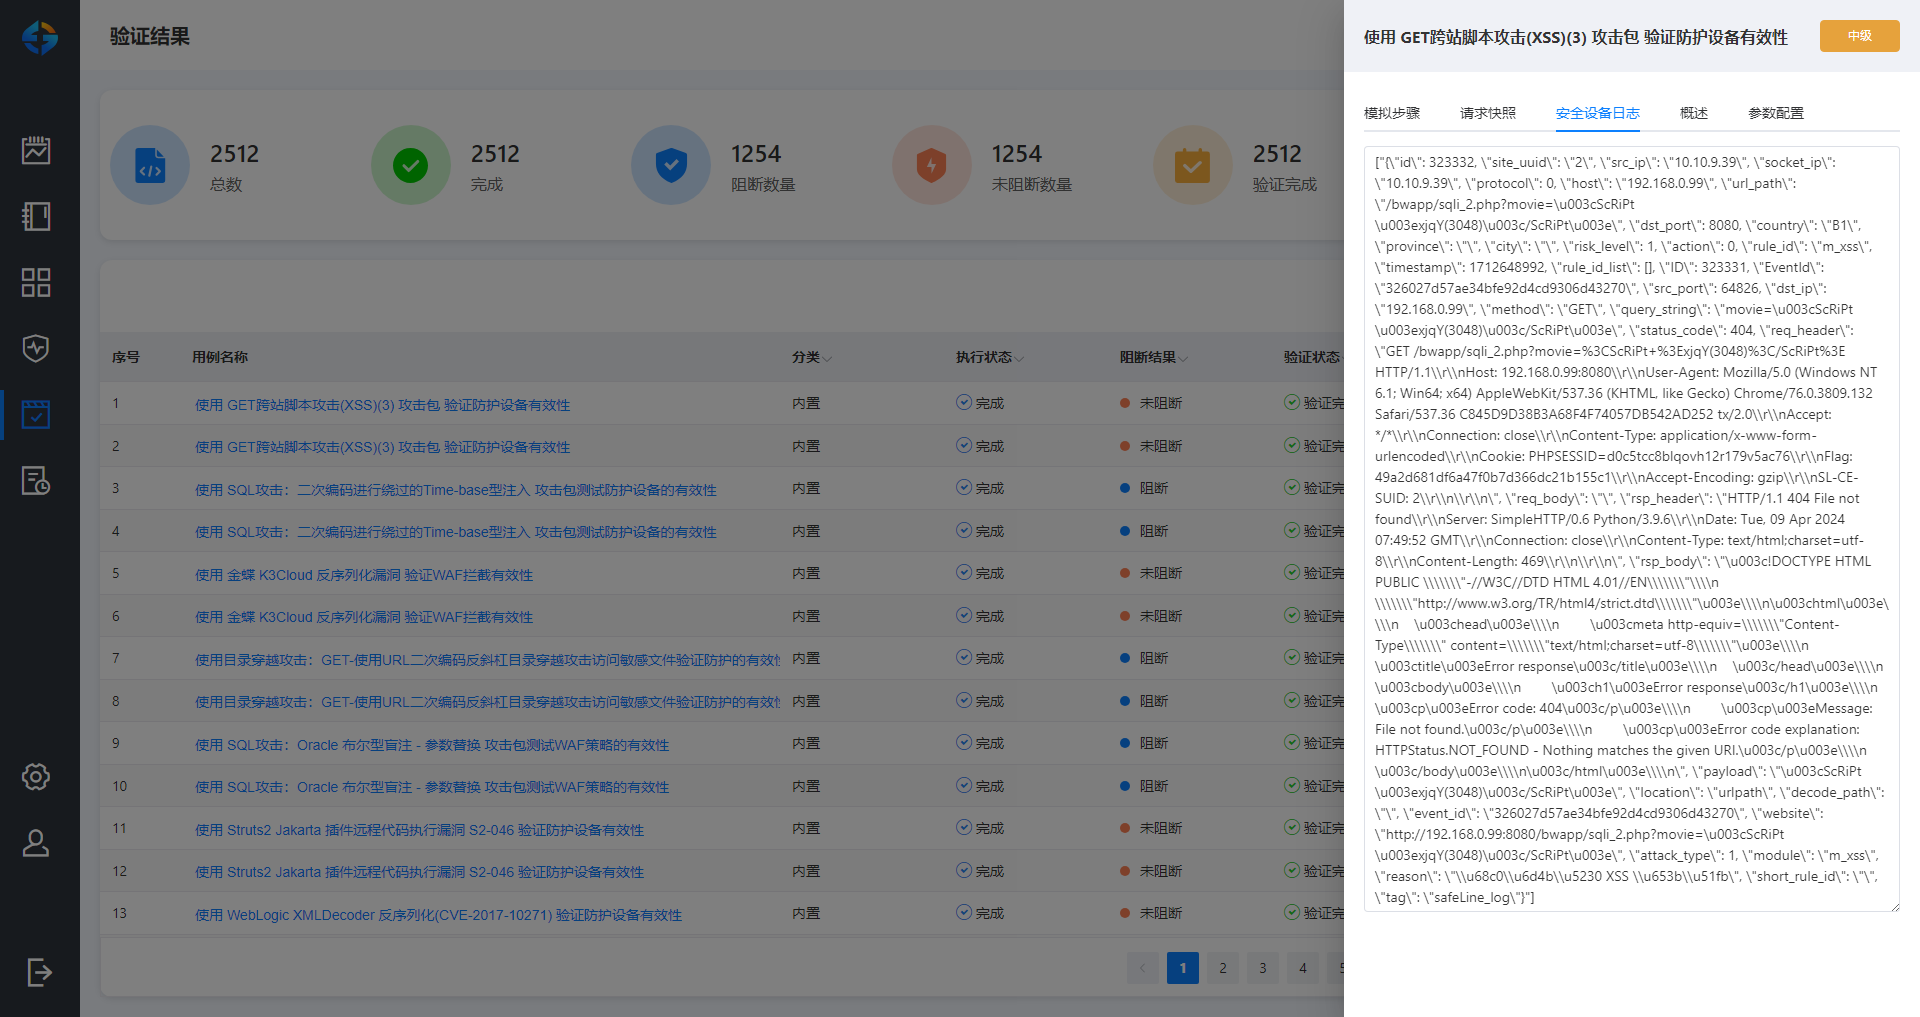 验证结果
2512
总数
2512
完成
1254
阻断数量
1254
未阻断数量
2512
验证完成
序号 用例名称 分类 执行状态 阻断结果 验证状态
1 使用 GET跨站脚本攻击(XSS)(3) 攻击包 验证防护设备有效性 内置 完成 未阻断 验证完
2 使用 GET跨站脚本攻击(XSS)(3) 攻击包 验证防护设备有效性 内置 完成 未阻断 验证完
3 使用 SQL攻击：二次编码进行绕过的Time-base型注入 攻击包测试防护设备的有效性 内置 完成 阻断 验证完
4 使用 SQL攻击：二次编码进行绕过的Time-base型注入 攻击包测试防护设备的有效性 内置 完成 阻断 验证完
5 使用 金蝶 K3Cloud 反序列化漏洞 验证WAF拦截有效性 内置 完成 未阻断 验证完
6 使用 金蝶 K3Cloud 反序列化漏洞 验证WAF拦截有效性 内置 完成 未阻断 验证完
7 使用目录穿越攻击：GET-使用URL二次编码反斜杠目录穿越攻击访问敏感文件验证防护的有效性 内置 完成 阻断 验证完
8 使用目录穿越攻击：GET-使用URL二次编码反斜杠目录穿越攻击访问敏感文件验证防护的有效性 内置 完成 阻断 验证完
9 使用 SQL攻击：Oracle 布尔型盲注 - 参数替换 攻击包测试WAF策略的有效性 内置 完成 阻断 验证完
10 使用 SQL攻击：Oracle 布尔型盲注 - 参数替换 攻击包测试WAF策略的有效性 内置 完成 阻断 验证完
11 使用 Struts2 Jakarta 插件远程代码执行漏洞 S2-046 验证防护设备有效性 内置 完成 未阻断 验证完
12 使用 Struts2 Jakarta 插件远程代码执行漏洞 S2-046 验证防护设备有效性 内置 完成 未阻断 验证完
13 使用 WebLogic XMLDecoder 反序列化(CVE-2017-10271) 验证防护设备有效性 内置 完成 未阻断 验证完
1 2 3 4 5
使用 GET跨站脚本攻击(XSS)(3) 攻击包 验证防护设备有效性 中级
模拟步骤 请求快照 安全设备日志 概述 参数配置
["{\"id\": 323332, \"site_uuid\": \"2\", \"src_ip\": \"10.10.9.39\", \"socket_ip\":
\"10.10.9.39\", \"protocol\": 0, \"host\": \"192.168.0.99\", \"url_path\":
\"/bwapp/sqli_2.php?movie=\u003cScRiPt
\u003exjqY(3048)\u003c/ScRiPt\u003e\", \"dst_port\": 8080, \"country\": \"B1\",
\"province\": \"\", \"city\": \"\", \"risk_level\": 1, \"action\": 0, \"rule_id\": \"m_xss\",
\"timestamp\": 1712648992, \"rule_id_list\": [], \"ID\": 323331, \"EventId\":
\"326027d57ae34bfe92d4cd9306d43270\", \"src_port\": 64826, \"dst_ip\":
\"192.168.0.99\", \"method\": \"GET\", \"query_string\": \"movie=\u003cScRiPt
\u003exjqY(3048)\u003c/ScRiPt\u003e\", \"status_code\": 404, \"req_header\":
\"GET /bwapp/sqli_2.php?movie=%3CScRiPt+%3ExjqY(3048)%3C/ScRiPt%3E
HTTP/1.1\\r\\nHost: 192.168.0.99:8080\\r\\nUser-Agent: Mozilla/5.0 (Windows NT
6.1; Win64; x64) AppleWebKit/537.36 (KHTML, like Gecko) Chrome/76.0.3809.132
Safari/537.36 C845D9D38B3A68F4F74057DB542AD252 tx/2.0\\r\\nAccept:
*/*\\r\\nConnection: close\\r\\nContent-Type: application/x-www-form-
urlencoded\\r\\nCookie: PHPSESSID=d0c5tcc8blqovh12r179v5ac76\\r\\nFlag:
49a2d681df6a47f0b7d366dc21b155c1\\r\\nAccept-Encoding: gzip\\r\\nSL-CE-
SUID: 2\\r\\n\\r\\n\", \"req_body\": \"\", \"rsp_header\": \"HTTP/1.1 404 File not
found\\r\\nServer: SimpleHTTP/0.6 Python/3.9.6\\r\\nDate: Tue, 09 Apr 2024
07:49:52 GMT\\r\\nConnection: close\\r\\nContent-Type: text/html;charset=utf-
8\\r\\nContent-Length: 469\\r\\n\\r\\n\", \"rsp_body\": \"\u003c!DOCTYPE HTML
PUBLIC \\\\\\\"-//W3C//DTD HTML 4.01//EN\\\\\\\"\\\\n
\\\\\\\"http://www.w3.org/TR/html4/strict.dtd\\\\\\\"\u003e\\\\n\u003chtml\u003e\
\\\n \u003chead\u003e\\\\n \u003cmeta http-equiv=\\\\\\\"Content-
Type\\\\\\\" content=\\\\\\\"text/html;charset=utf-8\\\\\\\"\u003e\\\\n
\u003ctitle\u003eError response\u003c/title\u003e\\\\n \u003c/head\u003e\\\\n
\u003cbody\u003e\\\\n \u003ch1\u003eError response\u003c/h1\u003e\\\\n
\u003cp\u003eError code: 404\u003c/p\u003e\\\\n \u003cp\u003eMessage:
File not found.\u003c/p\u003e\\\\n \u003cp\u003eError code explanation:
HTTPStatus.NOT_FOUND - Nothing matches the given URI.\u003c/p\u003e\\\\n
\u003c/body\u003e\\\\n\u003c/html\u003e\\\\n\", \"payload\": \"\u003cScRiPt
\u003exjqY(3048)\u003c/ScRiPt\u003e\", \"location\": \"urlpath\", \"decode_path\":
\"\", \"event_id\": \"326027d57ae34bfe92d4cd9306d43270\", \"website\":
\"http://192.168.0.99:8080/bwapp/sqli_2.php?movie=\u003cScRiPt
\u003exjqY(3048)\u003c/ScRiPt\u003e\", \"attack_type\": 1, \"module\": \"m_xss\",
\"reason\": \"\\u68c0\\u6d4b\\u5230 XSS \\u653b\\u51fb\", \"short_rule_id\": \"\",
\"tag\": \"safeLine_log\"}"]